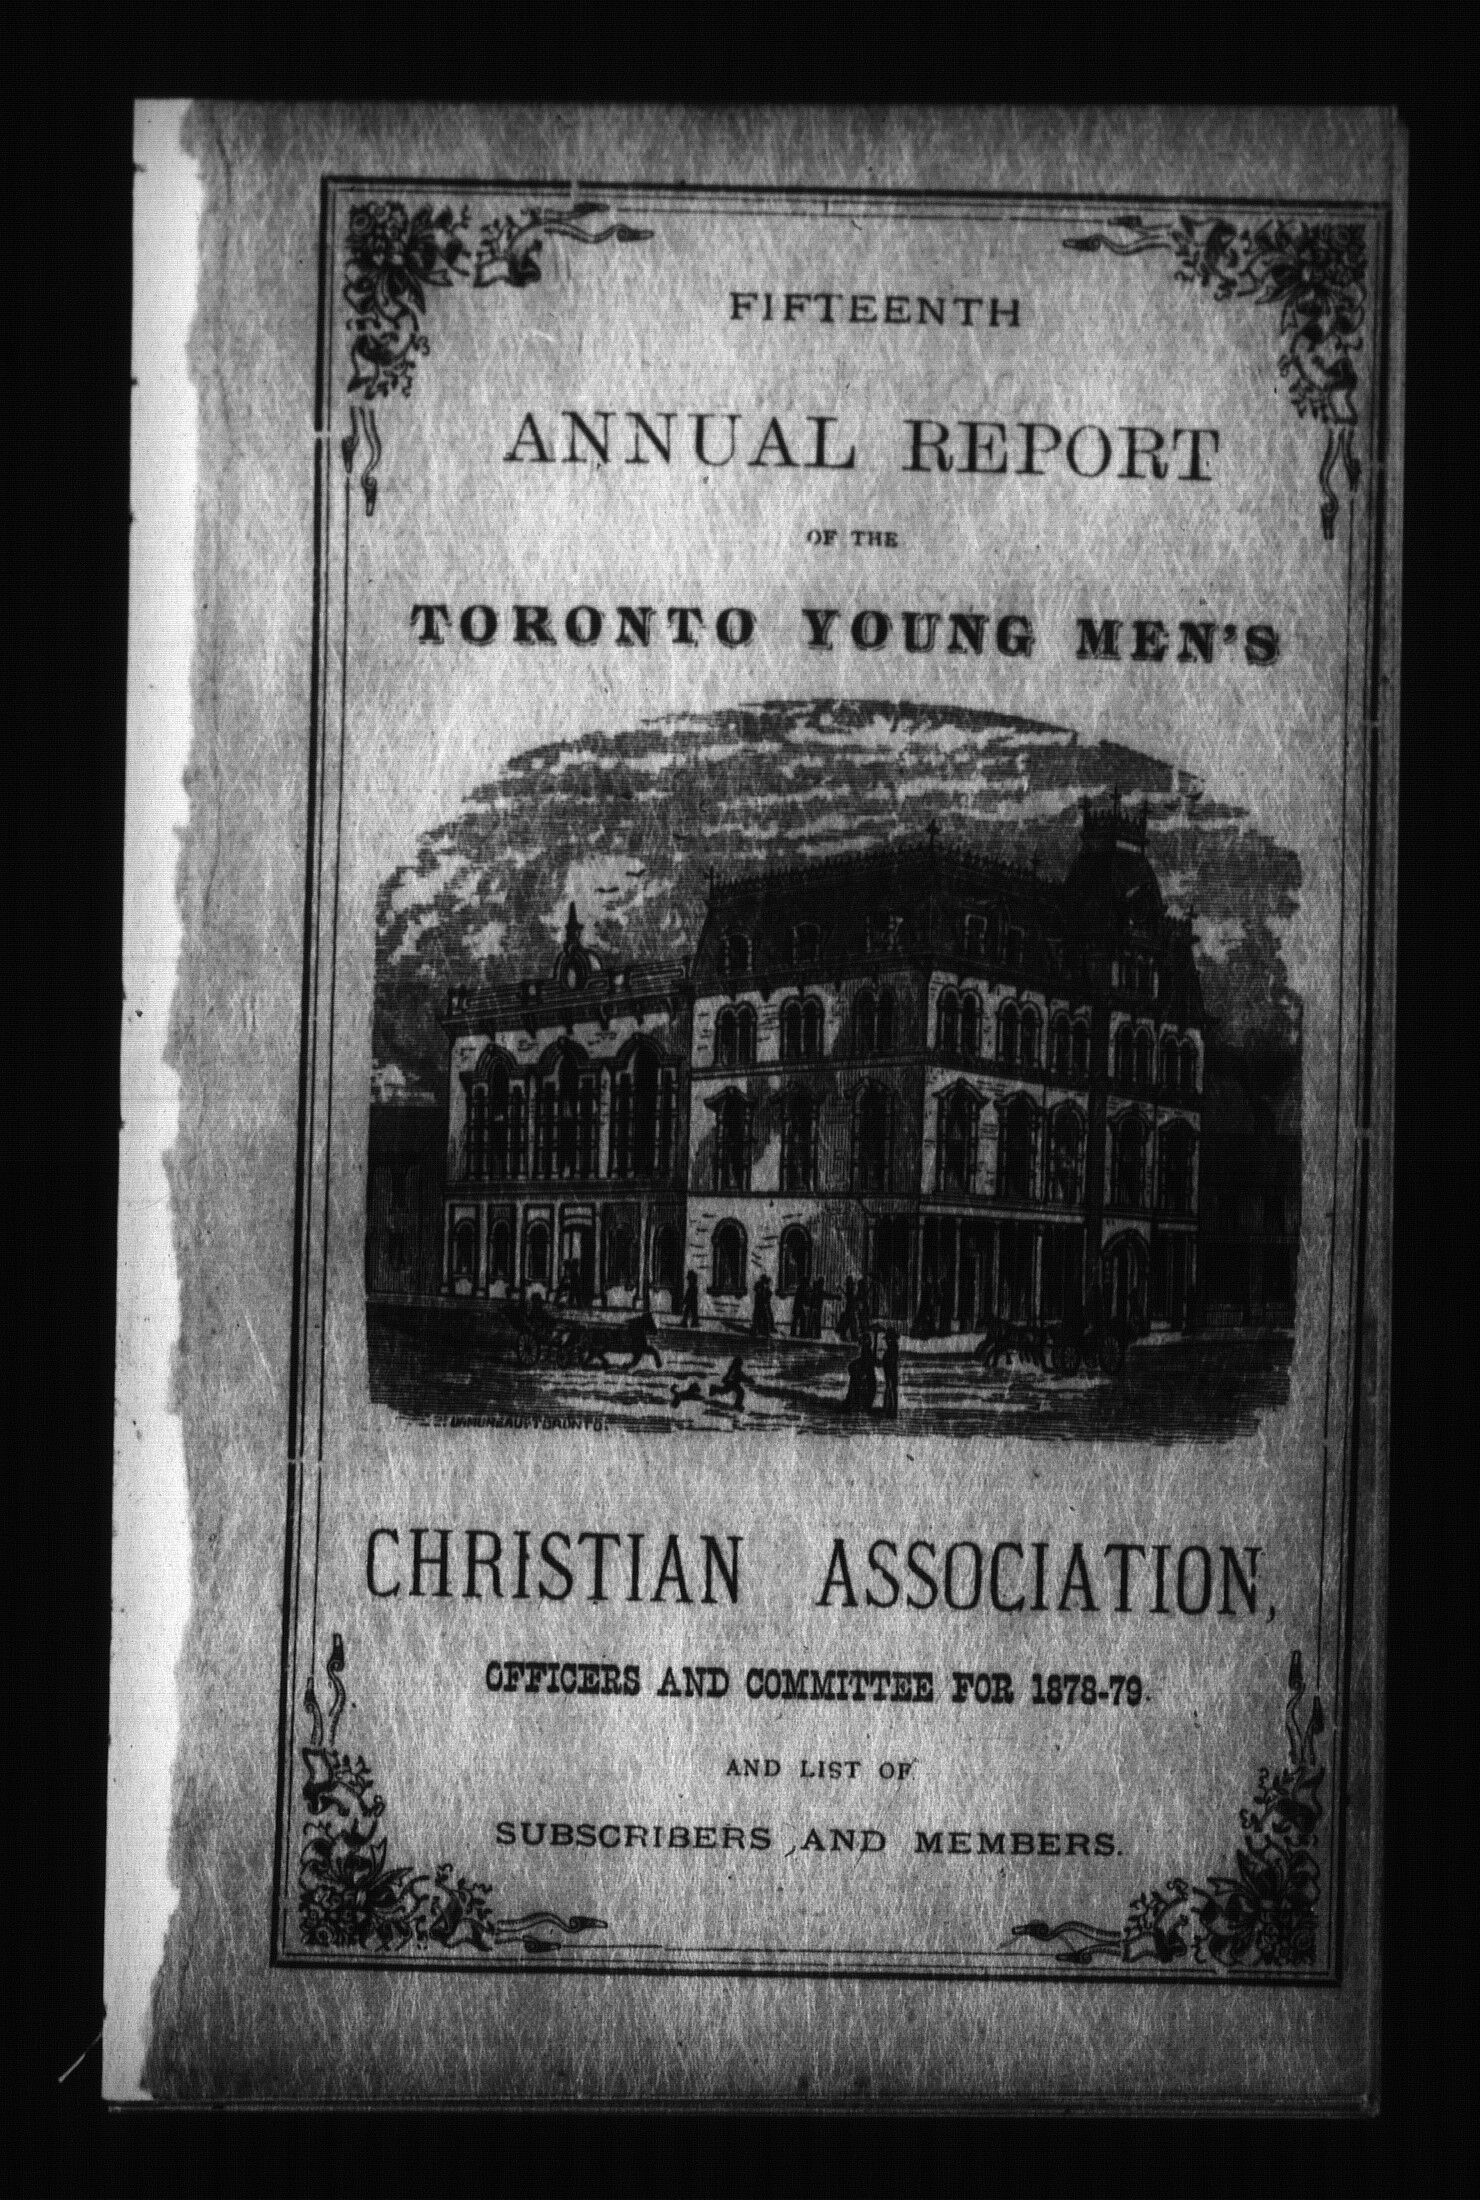 FIFTEENTH
ANNUAL REPORT
OF THE
TORONTO YOUNG MEN'S
CHRISTIAN ASSOCIATION,
OFFICERS AND COMMITTEE FOR 1878-79.
AND LIST OF
SUBSCRIBERS AND MEMBERS.